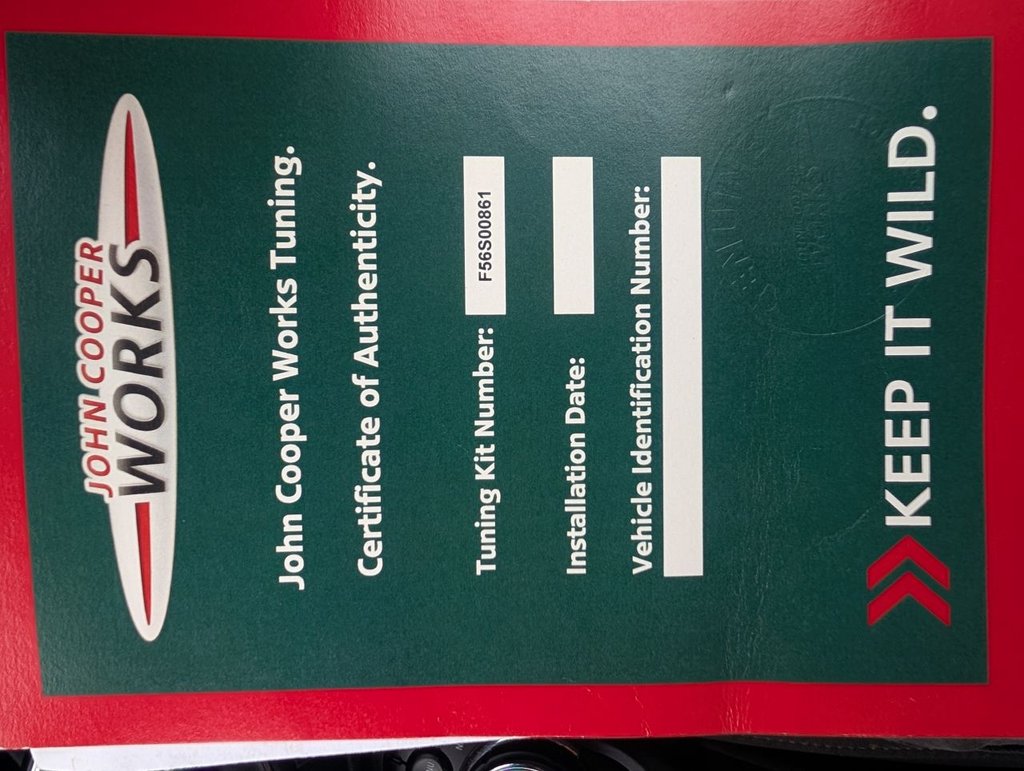 JOHN COOPER
WORKS
John Cooper Works Tuning.
Certificate of Authenticity.
Tuning Kit Number: F56S00861
Installation Date:
Vehicle Identification Number:
KEEP IT WILD.